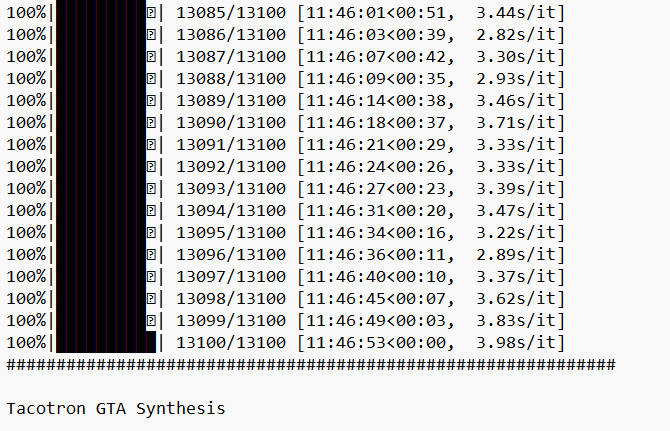 100%|█████████▉| 13085/13100 [11:46:01<00:51,  3.44s/it]
100%|█████████▉| 13086/13100 [11:46:03<00:39,  2.82s/it]
100%|█████████▉| 13087/13100 [11:46:07<00:42,  3.30s/it]
100%|█████████▉| 13088/13100 [11:46:09<00:35,  2.93s/it]
100%|█████████▉| 13089/13100 [11:46:14<00:38,  3.46s/it]
100%|█████████▉| 13090/13100 [11:46:18<00:37,  3.71s/it]
100%|█████████▉| 13091/13100 [11:46:21<00:29,  3.33s/it]
100%|█████████▉| 13092/13100 [11:46:24<00:26,  3.33s/it]
100%|█████████▉| 13093/13100 [11:46:27<00:23,  3.39s/it]
100%|█████████▉| 13094/13100 [11:46:31<00:20,  3.47s/it]
100%|█████████▉| 13095/13100 [11:46:34<00:16,  3.22s/it]
100%|█████████▉| 13096/13100 [11:46:36<00:11,  2.89s/it]
100%|█████████▉| 13097/13100 [11:46:40<00:10,  3.37s/it]
100%|█████████▉| 13098/13100 [11:46:45<00:07,  3.62s/it]
100%|█████████▉| 13099/13100 [11:46:49<00:03,  3.83s/it]
100%|██████████| 13100/13100 [11:46:53<00:00,  3.98s/it]
#############################################################
Tacotron GTA Synthesis